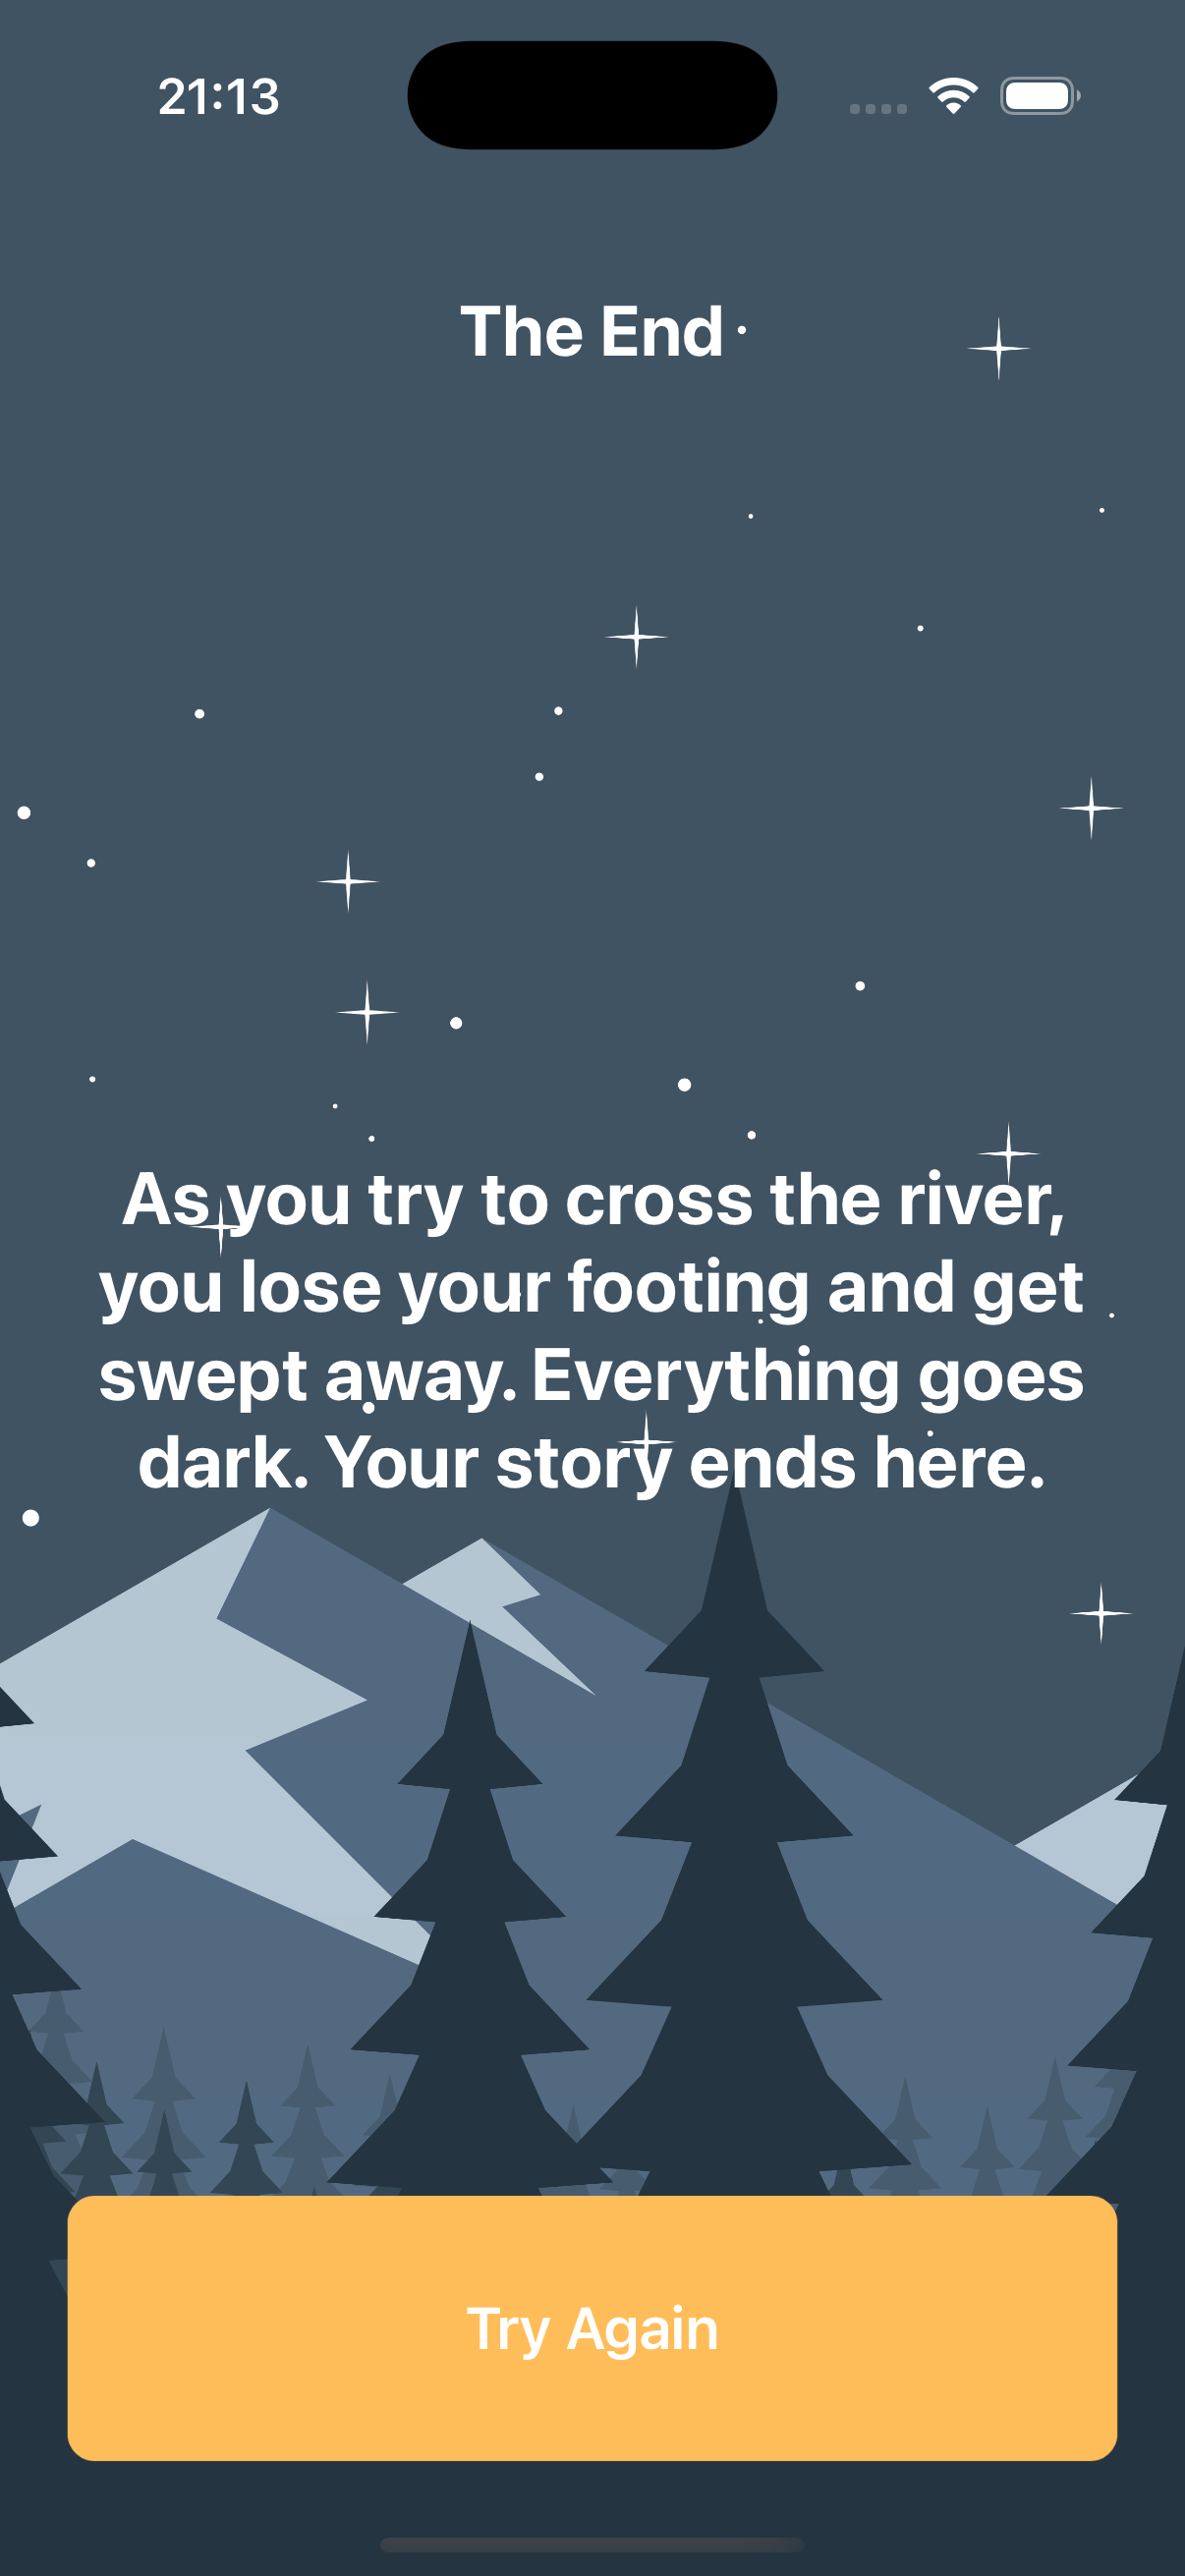 21:13
The End
As you try to cross the river,
you lose your footing and get
swept away. Everything goes
dark. Your story ends here.
Try Again